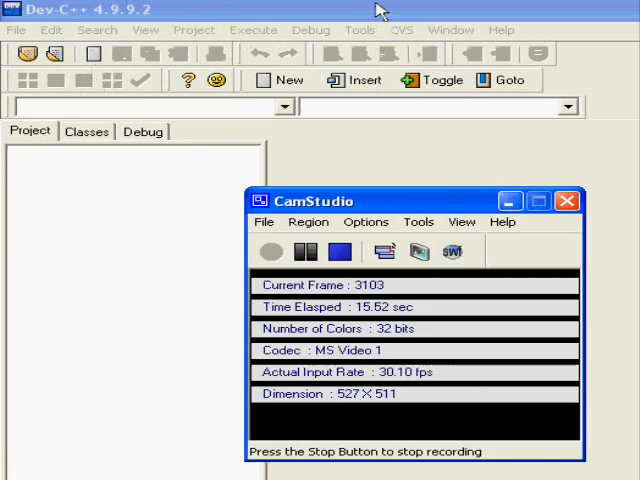 Dev-C++ 4.9.9.2
File Edit Search View Project Execute Debug Tools CVS Window Help
New Insert Toggle Goto
Project Classes Debug
CamStudio
File Region Options Tools View Help
SWF
Current Frame : 3103
Time Elasped : 15.52 sec
Number of Colors : 32 bits
Codec : MS Video 1
Actual Input Rate : 30.10 fps
Dimension : 527 X 511
Press the Stop Button to stop recording